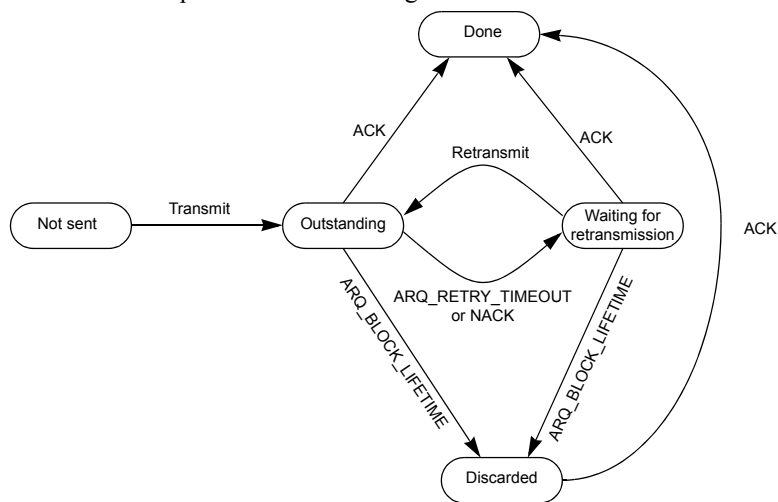 Done
ACK
ACK
Retransmit
Transmit
Not sent
Outstanding
Waiting for
retransmission
ACK
ARQ_RETRY_TIMEOUT
or NACK
ARQ_BLOCK_LIFETIME
ARQ_BLOCK_LIFETIME
Discarded